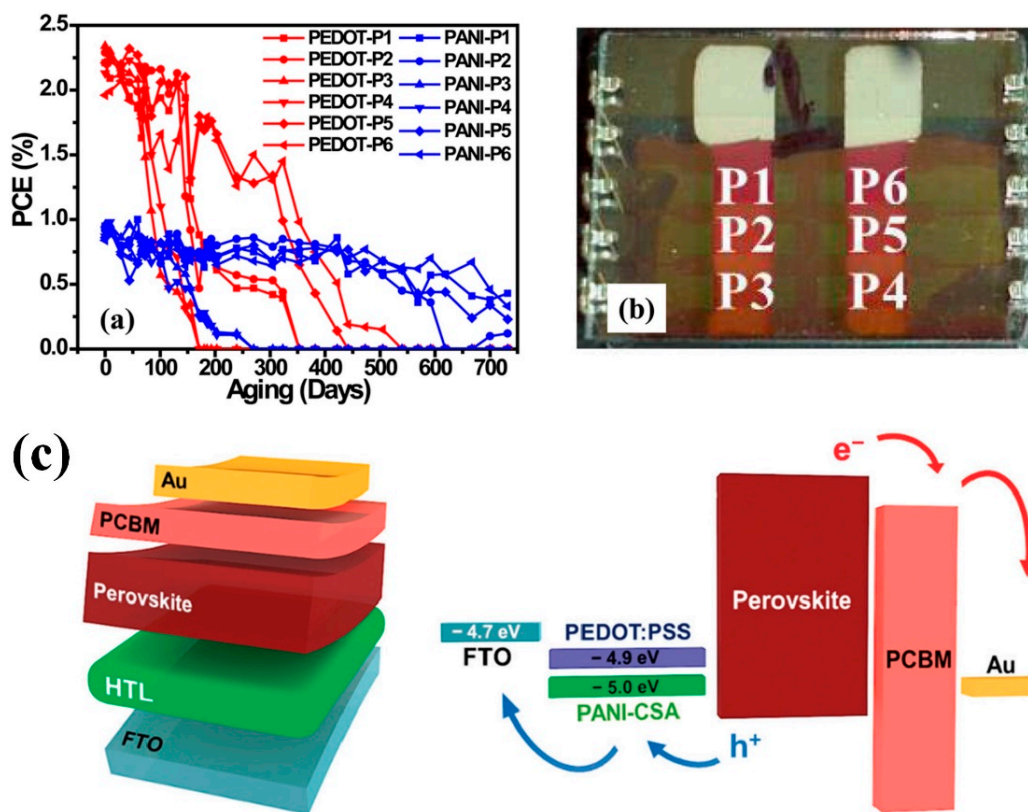 2.5
2.0
1.5
1.0
0.5
0.0
PCE (%)
PEDOT-P1
PEDOT-P2
PEDOT-P3
PEDOT-P4
PEDOT-P5
PEDOT-P6
PANI-P1
PANI-P2
PANI-P3
PANI-P4
PANI-P5
PANI-P6
(a)
0 100 200 300 400 500 600 700
Aging (Days)
P1 P6
P2 P5
P3 P4
(b)
(c)
Au
PCBM
Perovskite
HTL
FTO
e⁻
− 4.7 eV
FTO
PEDOT:PSS
− 4.9 eV
− 5.0 eV
PANI-CSA
h⁺
Perovskite
PCBM
Au